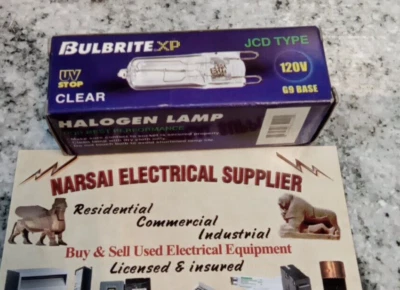 BULBRITE XP
JCD TYPE
UV STOP
120V
CLEAR
G9 BASE
HALOGEN LAMP
NARSAI ELECTRICAL SUPPLIER
Residential
Commercial
Industrial
Buy & Sell Used Electrical Equipment
Licensed & insured